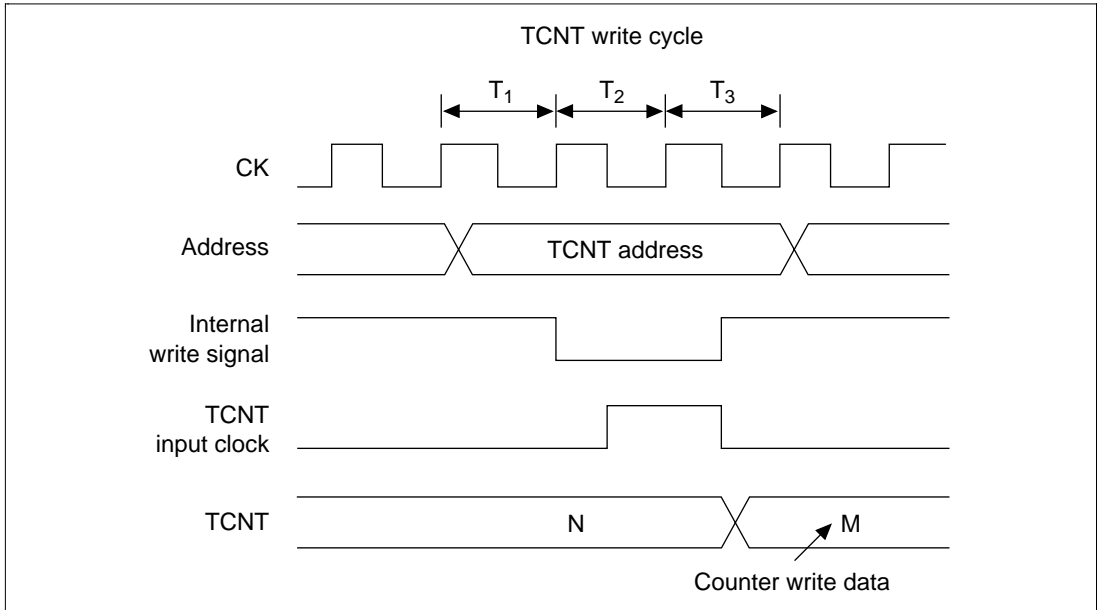 TCNT write cycle
T1 T2 T3
CK
Address
TCNT address
Internal
write signal
TCNT
input clock
TCNT
N
M
Counter write data